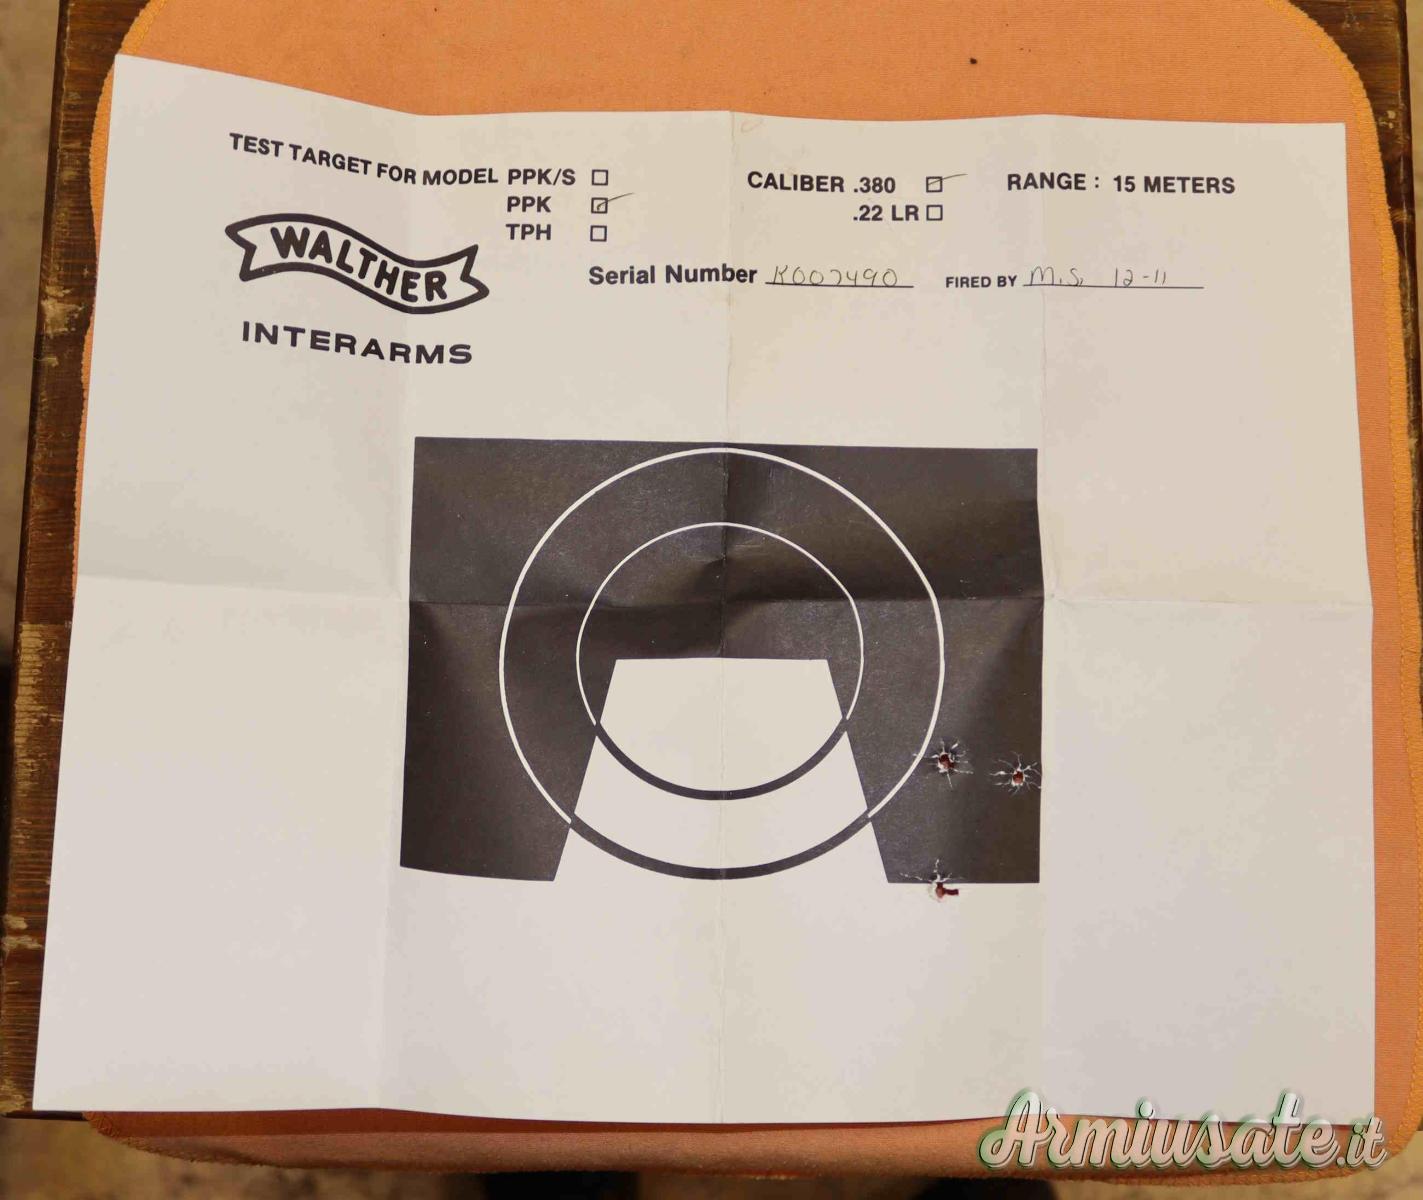 TEST TARGET FOR MODEL PPK/S ☐ CALIBER .380 ☑ RANGE : 15 METERS
PPK ☑ .22 LR ☐
TPH ☐
WALTHER
INTERARMS
Serial Number K007490 FIRED BY M.S. 12-11
Armiusate.it